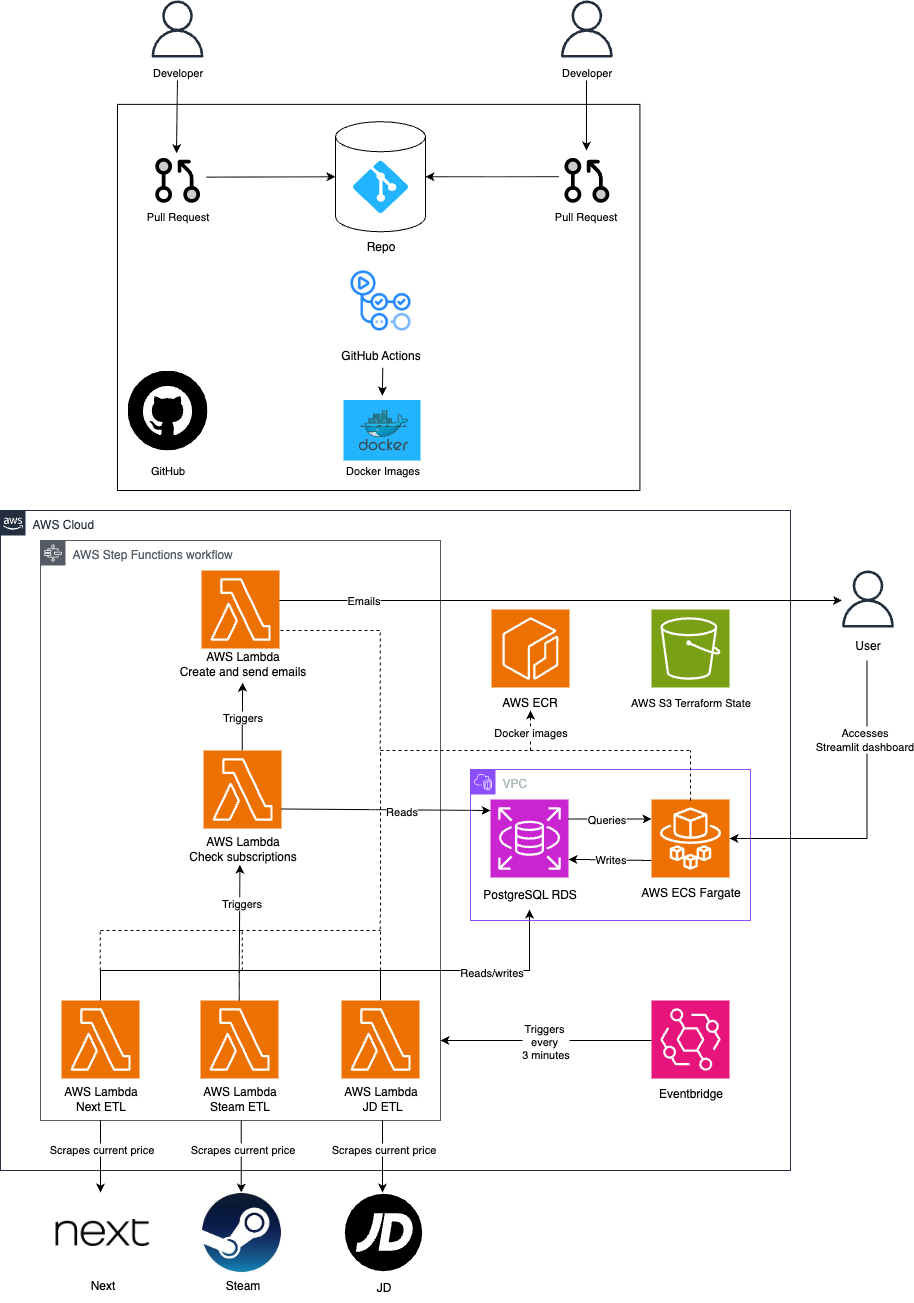 Developer
Developer
Pull Request
Pull Request
Repo
GitHub Actions
docker
GitHub
Docker Images
aws
AWS Cloud
AWS Step Functions workflow
Emails
User
AWS Lambda
Create and send emails
AWS ECR
AWS S3 Terraform State
Triggers
Docker images
Accesses
Streamlit dashboard
VPC
Reads
Queries
Writes
AWS Lambda
Check subscriptions
PostgreSQL RDS
AWS ECS Fargate
Triggers
Reads/writes
Triggers
every
3 minutes
AWS Lambda
Next ETL
AWS Lambda
Steam ETL
AWS Lambda
JD ETL
Eventbridge
Scrapes current price
Scrapes current price
Scrapes current price
next
JD
Next
Steam
JD